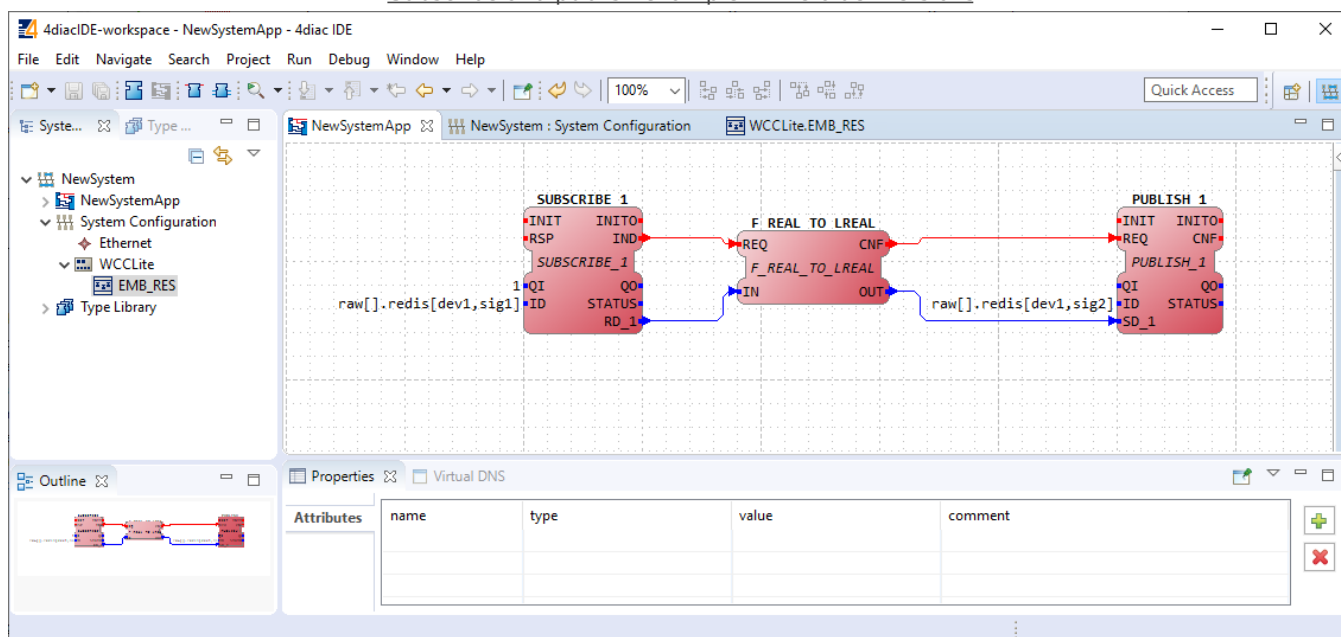 4diacIDE-workspace - NewSystemApp - 4diac IDE
File Edit Navigate Search Project Run Debug Window Help
100%
Quick Access
Syste...
Type ...
NewSystemApp
NewSystem : System Configuration
WCCLite.EMB_RES
NewSystem
NewSystemApp
System Configuration
Ethernet
WCCLite
EMB_RES
Type Library
SUBSCRIBE_1
INIT INITO
RSP IND
SUBSCRIBE_1
1 QI QO
raw[].redis[dev1,sig1] ID STATUS
RD_1
F_REAL_TO_LREAL
REQ CNF
F_REAL_TO_LREAL
IN OUT
PUBLISH_1
INIT INITO
REQ CNF
PUBLISH_1
QI QO
raw[].redis[dev1,sig2] ID STATUS
SD_1
Outline
Properties
Virtual DNS
Attributes
name type value comment